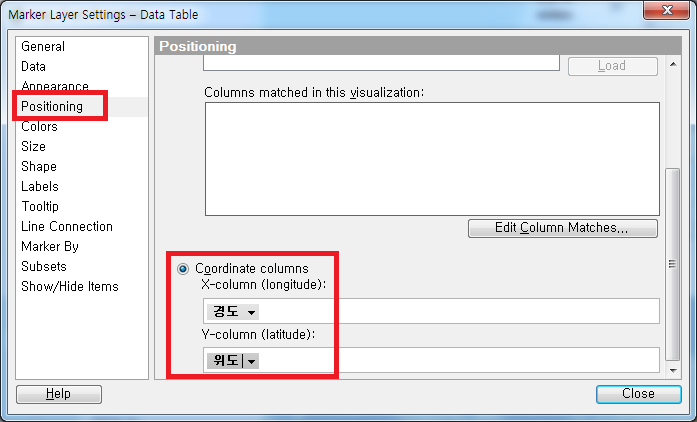 Marker Layer Settings – Data Table
General
Data
Appearance
Positioning
Colors
Size
Shape
Labels
Tooltip
Line Connection
Marker By
Subsets
Show/Hide Items
Positioning
Load
Columns matched in this visualization:
Edit Column Matches...
Coordinate columns
X-column (longitude):
경도
Y-column (latitude):
위도
Help
Close